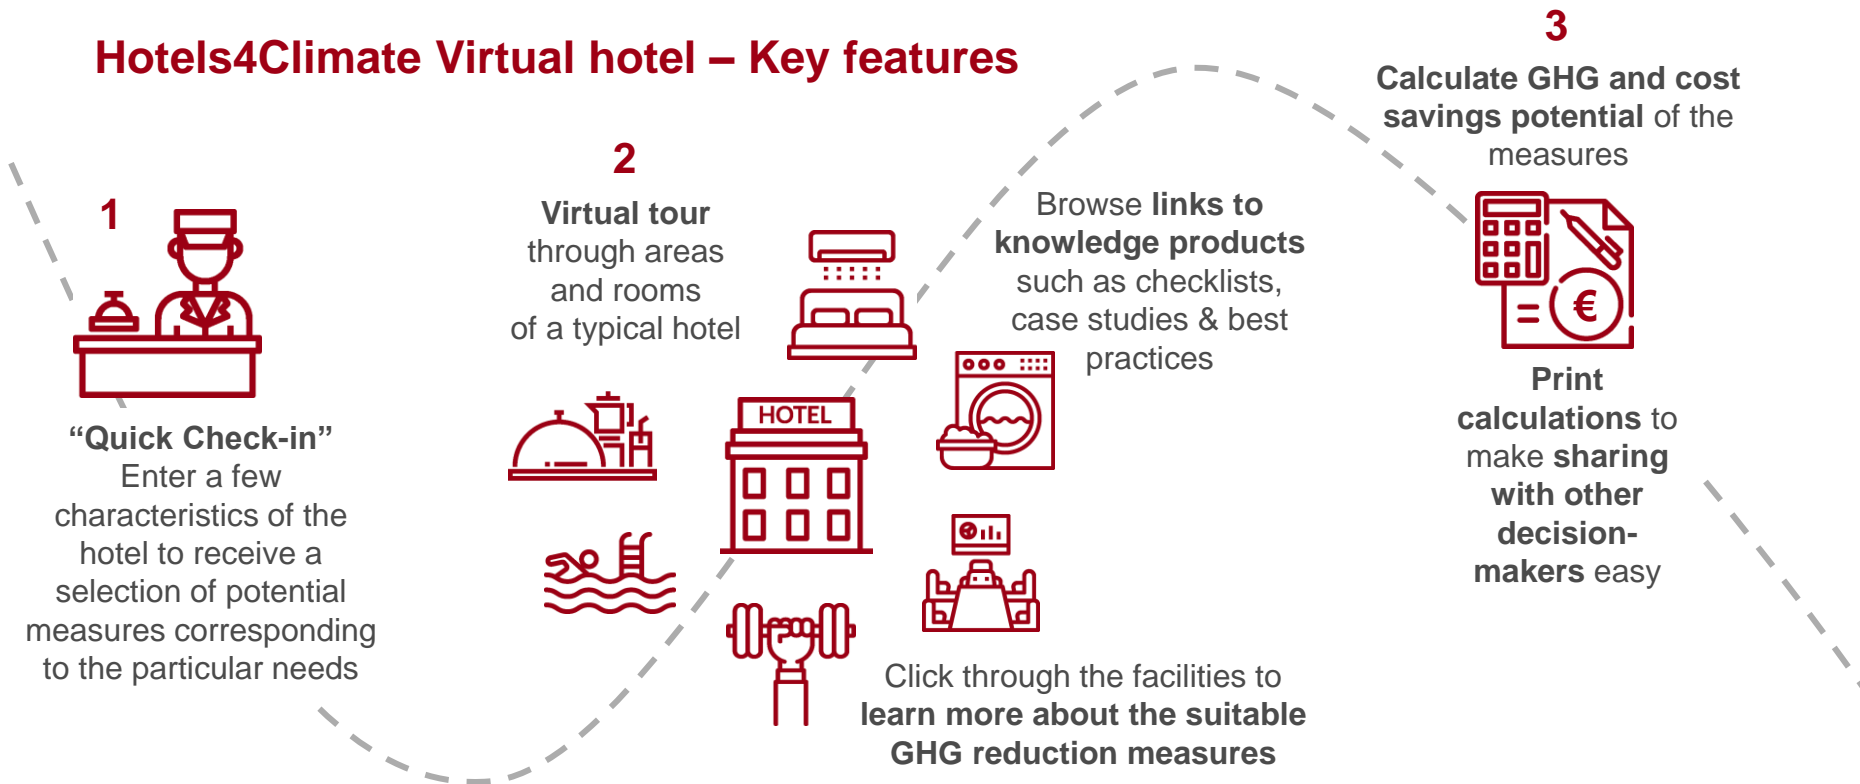 Hotels4Climate Virtual hotel – Key features
1
“Quick Check-in”
Enter a few
characteristics of the
hotel to receive a
selection of potential
measures corresponding
to the particular needs
2
Virtual tour
through areas
and rooms
of a typical hotel
HOTEL
Browse links to
knowledge products
such as checklists,
case studies & best
practices
Click through the facilities to
learn more about the suitable
GHG reduction measures
3
Calculate GHG and cost
savings potential of the
measures
€
Print
calculations to
make sharing
with other
decision-
makers easy